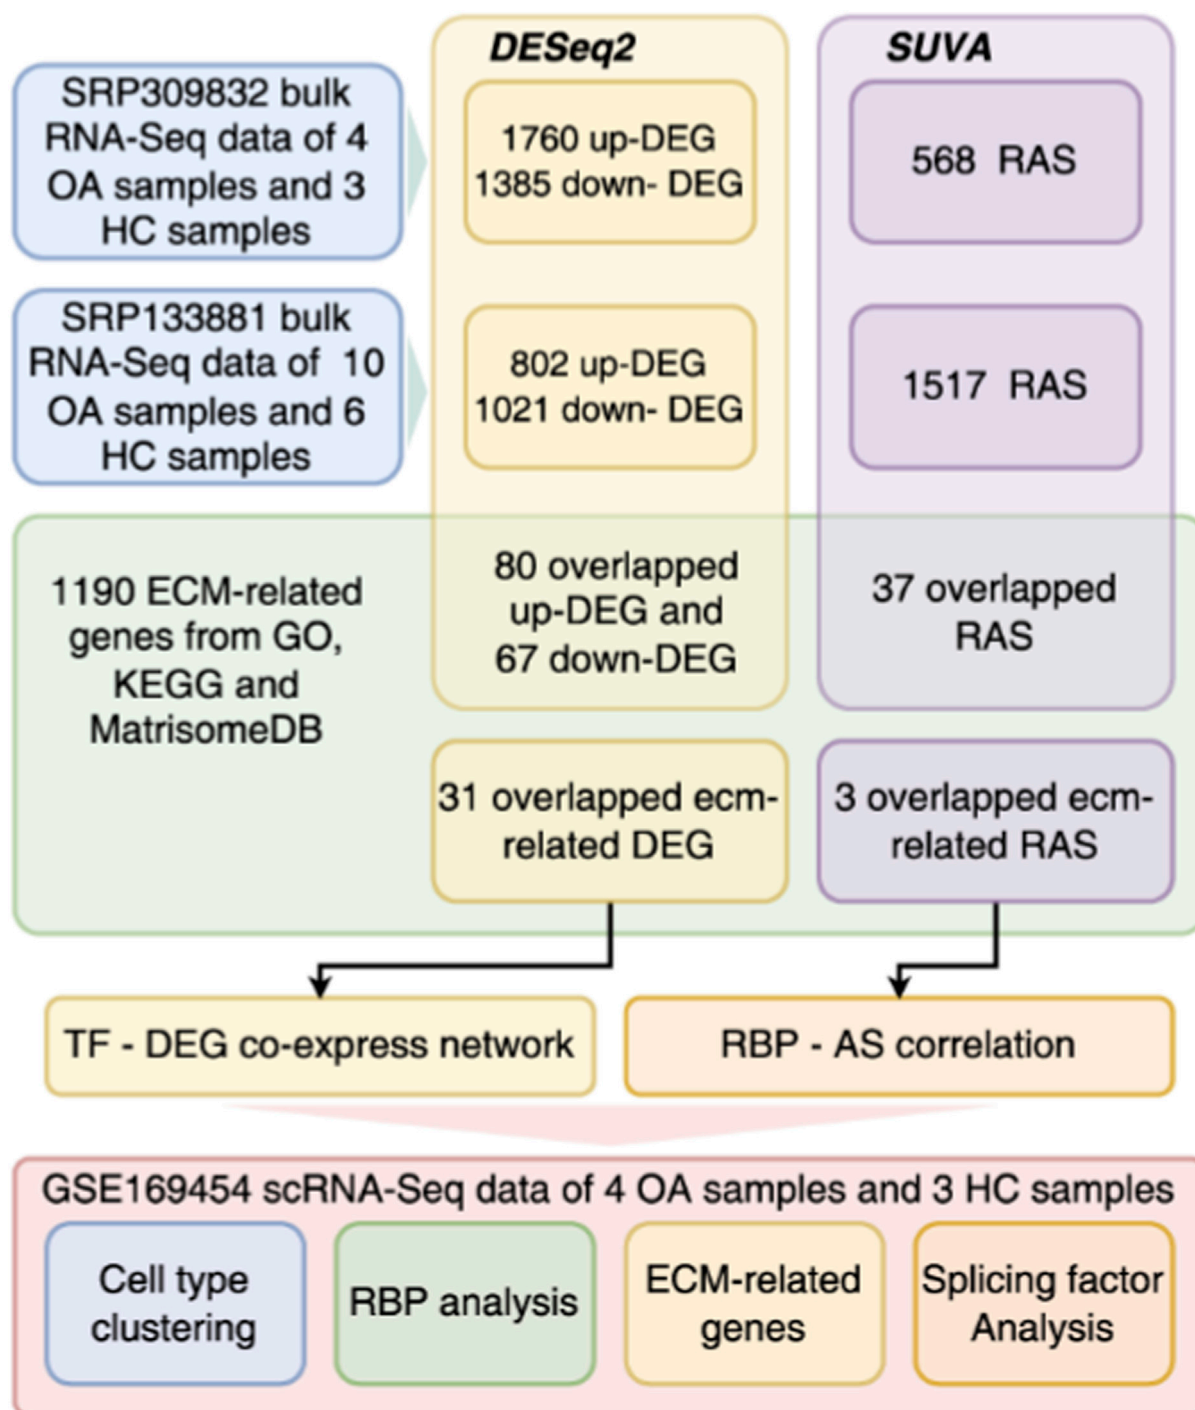 DESeq2
SUVA
SRP309832 bulk
RNA-Seq data of 4
OA samples and 3
HC samples
1760 up-DEG
1385 down- DEG
568 RAS
SRP133881 bulk
RNA-Seq data of 10
OA samples and 6
HC samples
802 up-DEG
1021 down- DEG
1517 RAS
1190 ECM-related
genes from GO,
KEGG and
MatrisomeDB
80 overlapped
up-DEG and
67 down-DEG
37 overlapped
RAS
31 overlapped ecm-
related DEG
3 overlapped ecm-
related RAS
TF - DEG co-express network
RBP - AS correlation
GSE169454 scRNA-Seq data of 4 OA samples and 3 HC samples
Cell type
clustering
RBP analysis
ECM-related
genes
Splicing factor
Analysis